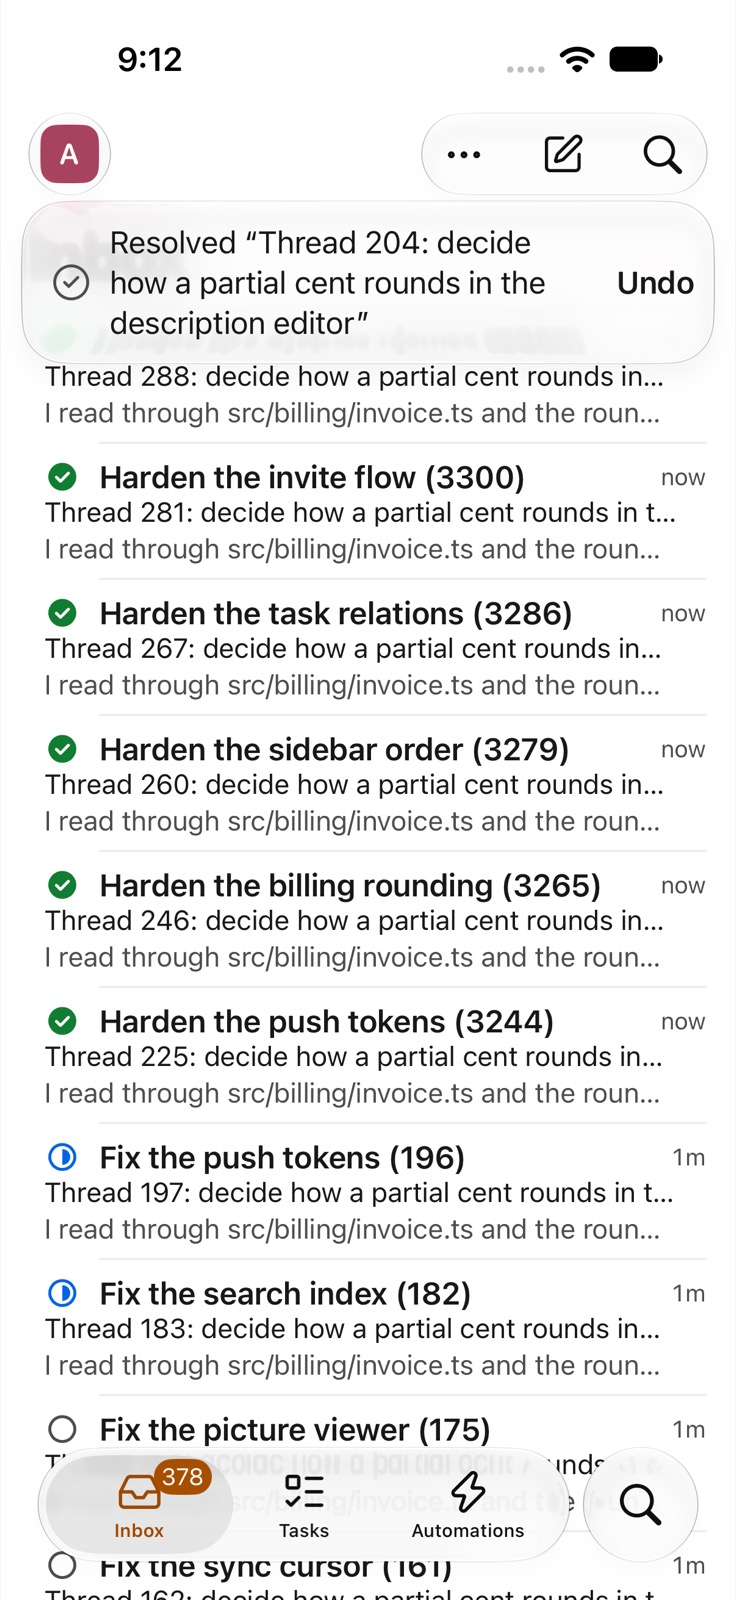 9:12
A
Resolved “Thread 204: decide
how a partial cent rounds in the
description editor”
Undo
Thread 288: decide how a partial cent rounds in...
I read through src/billing/invoice.ts and the roun...
Harden the invite flow (3300)
now
Thread 281: decide how a partial cent rounds in t...
I read through src/billing/invoice.ts and the roun...
Harden the task relations (3286)
now
Thread 267: decide how a partial cent rounds in...
I read through src/billing/invoice.ts and the roun...
Harden the sidebar order (3279)
now
Thread 260: decide how a partial cent rounds in...
I read through src/billing/invoice.ts and the roun...
Harden the billing rounding (3265)
now
Thread 246: decide how a partial cent rounds in...
I read through src/billing/invoice.ts and the roun...
Harden the push tokens (3244)
now
Thread 225: decide how a partial cent rounds in...
I read through src/billing/invoice.ts and the roun...
Fix the push tokens (196)
1m
Thread 197: decide how a partial cent rounds in t...
I read through src/billing/invoice.ts and the roun...
Fix the search index (182)
1m
Thread 183: decide how a partial cent rounds in...
I read through src/billing/invoice.ts and the roun...
Fix the picture viewer (175)
1m
378
Inbox
Tasks
Automations
Fix the sync cursor (161)
1m
Thread 162: decide how a partial cent rounds in t...